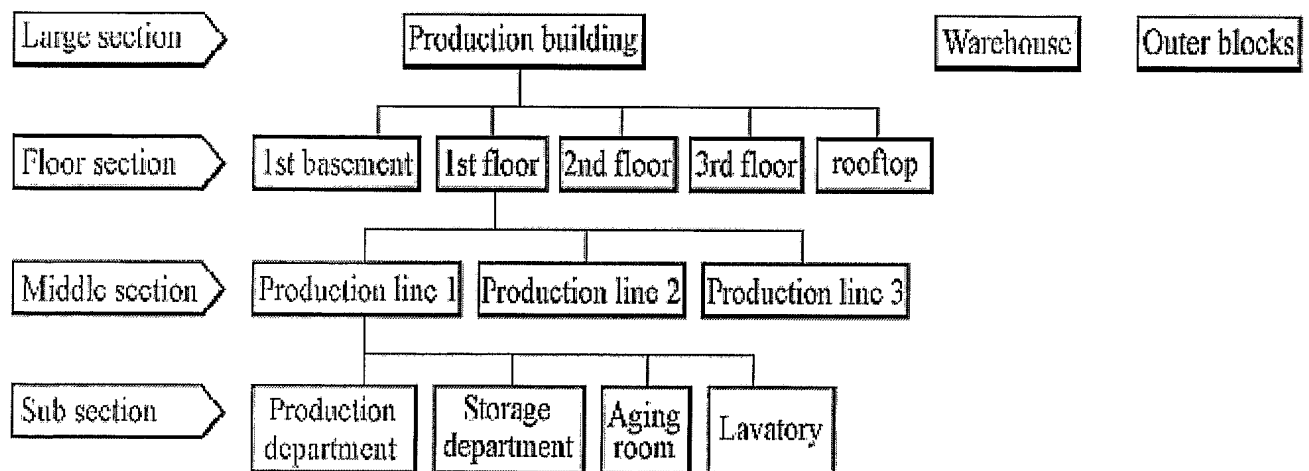 Large section
Production building
Warehouse
Outer blocks
Floor section
1st basement
1st floor
2nd floor
3rd floor
rooftop
Middle section
Production line 1
Production line 2
Production line 3
Sub section
Production
department
Storage
department
Aging
room
Lavatory